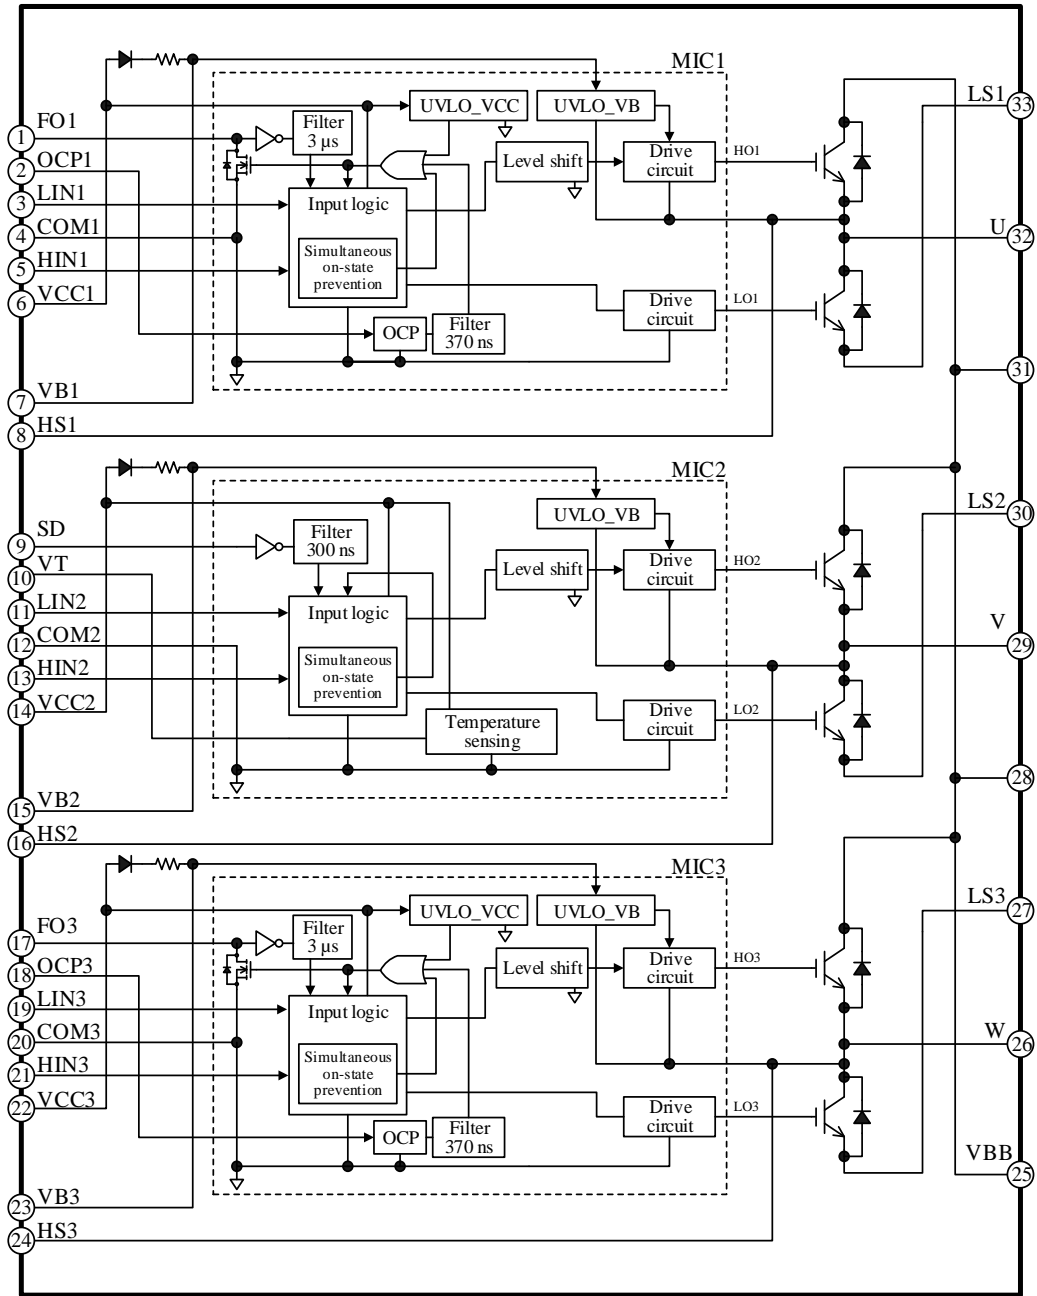 MIC1
FO1
1
OCP1
2
LIN1
3
COM1
4
HIN1
5
VCC1
6
VB1
7
HS1
8
Filter
3 µs
UVLO_VCC
UVLO_VB
Level shift
Drive
circuit
HO1
Input logic
Simultaneous
on-state
prevention
OCP
Filter
370 ns
Drive
circuit
LO1
LS1
33
U
32
31
MIC2
SD
9
VT
10
LIN2
11
COM2
12
HIN2
13
VCC2
14
VB2
15
HS2
16
Filter
300 ns
UVLO_VB
Level shift
Drive
circuit
HO2
Input logic
Simultaneous
on-state
prevention
Temperature
sensing
Drive
circuit
LO2
LS2
30
V
29
28
MIC3
FO3
17
OCP3
18
LIN3
19
COM3
20
HIN3
21
VCC3
22
VB3
23
HS3
24
Filter
3 µs
UVLO_VCC
UVLO_VB
Level shift
Drive
circuit
HO3
Input logic
Simultaneous
on-state
prevention
OCP
Filter
370 ns
Drive
circuit
LO3
LS3
27
W
26
VBB
25